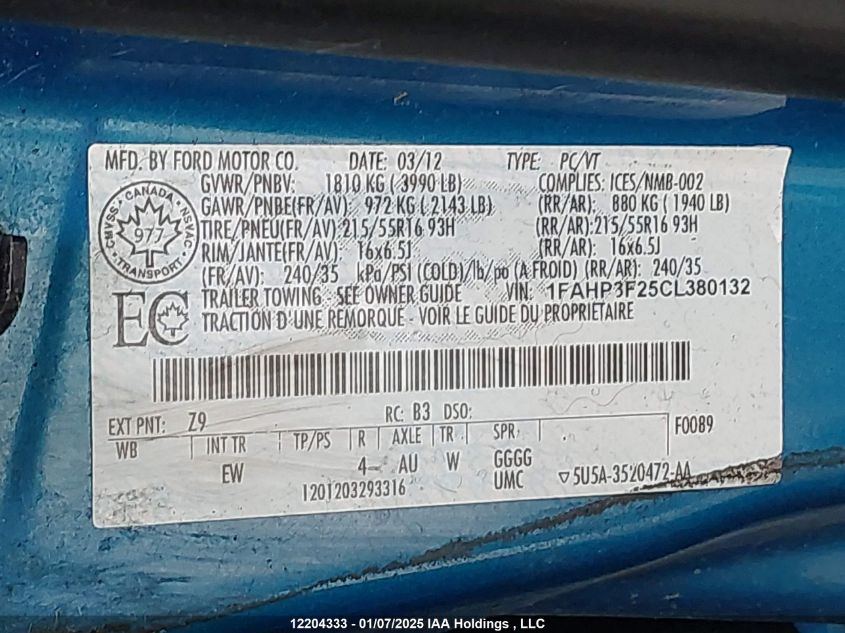 MFD. BY FORD MOTOR CO. DATE: 03/12 TYPE: PC/VT
GVWR/PNBV: 1810 KG ( 3990 LB) COMPLIES: ICES/NMB-002
GAWR/PNBE(FR/AV): 972 KG ( 2143 LB) (RR/AR): 880 KG ( 1940 LB)
TIRE/PNEU(FR/AV) 215/55R16 93H (RR/AR):215/55R16 93H
RIM/JANTE(FR/AV): 16x6.5J (RR/AR): 16x6.5J
(FR/AV): 240/35 kPa/PSI (COLD)/lb/po (A FROID) (RR/AR): 240/35
TRAILER TOWING - SEE OWNER GUIDE VIN: 1FAHP3F25CL380132
TRACTION D'UNE REMORQUE - VOIR LE GUIDE DU PROPRIETAIRE
CANADA
CMVSS NSVAC
977
TRANSPORT
EC
EXT PNT: Z9 RC: B3 DSO:
WB INT TR TP/PS R AXLE TR SPR F0089
EW 4- AU W GGGG
1201203293316 UMC 5U5A-3520472-AA
12204333 - 01/07/2025 IAA Holdings , LLC